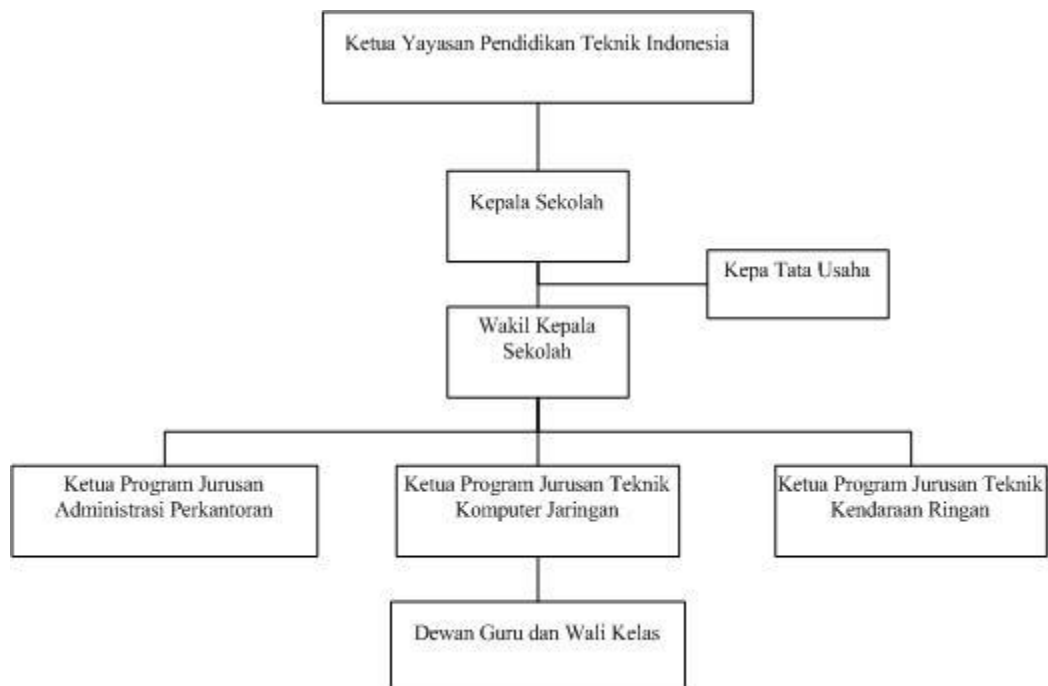 Ketua Yayasan Pendidikan Teknik Indonesia
Kepala Sekolah
Kepa Tata Usaha
Wakil Kepala
Sekolah
Ketua Program Jurusan
Administrasi Perkantoran
Ketua Program Jurusan Teknik
Komputer Jaringan
Ketua Program Jurusan Teknik
Kendaraan Ringan
Dewan Guru dan Wali Kelas